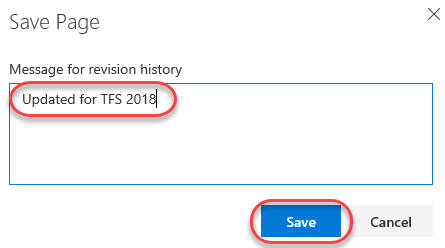 Save Page
Message for revision history
Updated for TFS 2018
Save
Cancel